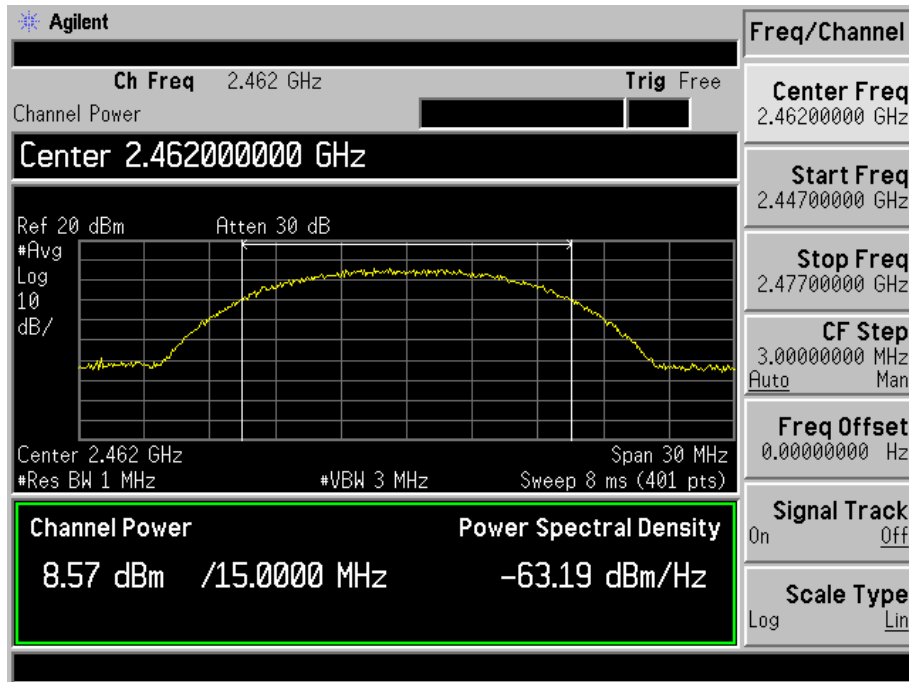 Agilent
Ch Freq 2.462 GHz Trig Free
Channel Power
Center 2.462000000 GHz
Ref 20 dBm Atten 30 dB
#Avg
Log
10
dB/
Center 2.462 GHz Span 30 MHz
#Res BW 1 MHz #VBW 3 MHz Sweep 8 ms (401 pts)
Channel Power Power Spectral Density
8.57 dBm /15.0000 MHz -63.19 dBm/Hz
Freq/Channel
Center Freq
2.46200000 GHz
Start Freq
2.44700000 GHz
Stop Freq
2.47700000 GHz
CF Step
3.00000000 MHz
Auto Man
Freq Offset
0.00000000 Hz
Signal Track
On Off
Scale Type
Log Lin